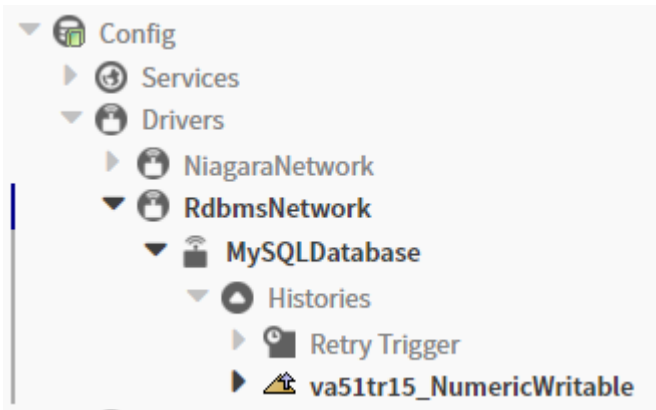 Config
Services
Drivers
NiagaraNetwork
RdbmsNetwork
MySQLDatabase
Histories
Retry Trigger
va51tr15_NumericWritable